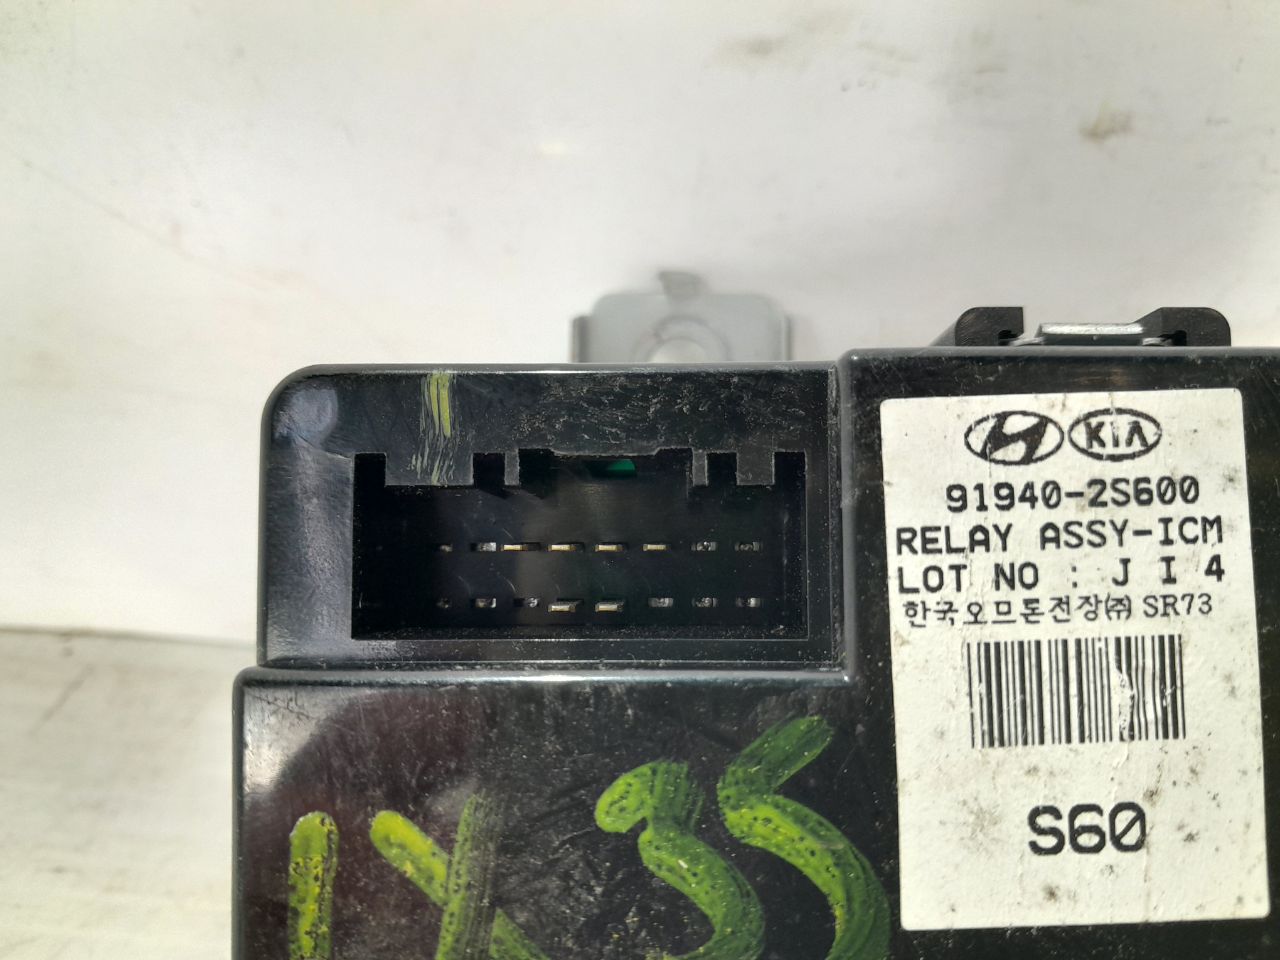 KIA
91940-2S600
RELAY ASSY-ICM
LOT NO : J I 4
한국오므론전장㈜ SR73
S60
IX35